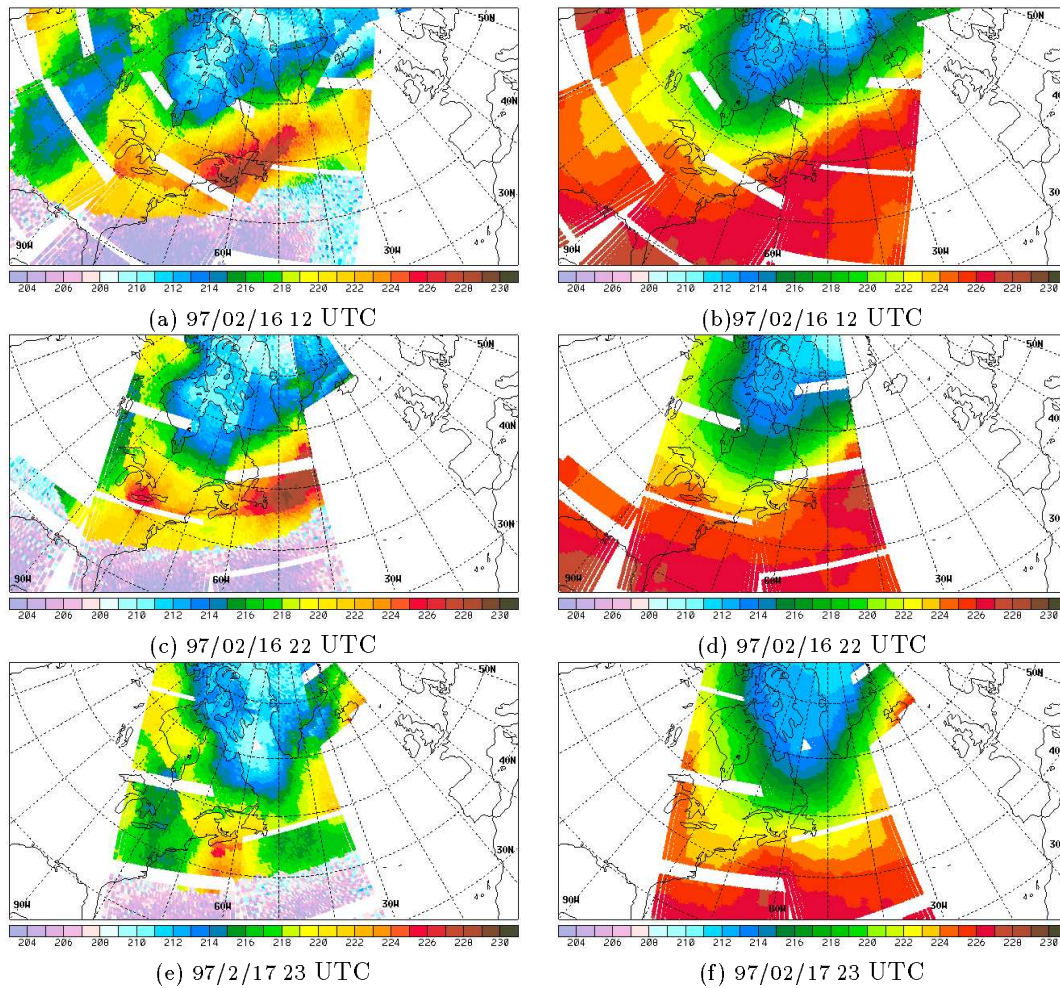 50N
40N
30N
90W
60W
30W
50N
40N
30N
90W
60W
30W
204 206 208 210 212 214 216 218 220 222 224 226 228 230
204 206 208 210 212 214 216 218 220 222 224 226 228 230
(a) 97/02/16 12 UTC
(b)97/02/16 12 UTC
50N
40N
30N
90W
60W
30W
50N
40N
30N
90W
60W
30W
204 206 208 210 212 214 216 218 220 222 224 226 228 230
204 206 208 210 212 214 216 218 220 222 224 226 228 230
(c) 97/02/16 22 UTC
(d) 97/02/16 22 UTC
50N
40N
30N
90W
60W
30W
50N
40N
30
90W
60W
30W
204 206 208 210 212 214 216 218 220 222 224 226 228 230
204 206 208 210 212 214 216 218 220 222 224 226 228 230
(e) 97/2/17 23 UTC
(f) 97/02/17 23 UTC